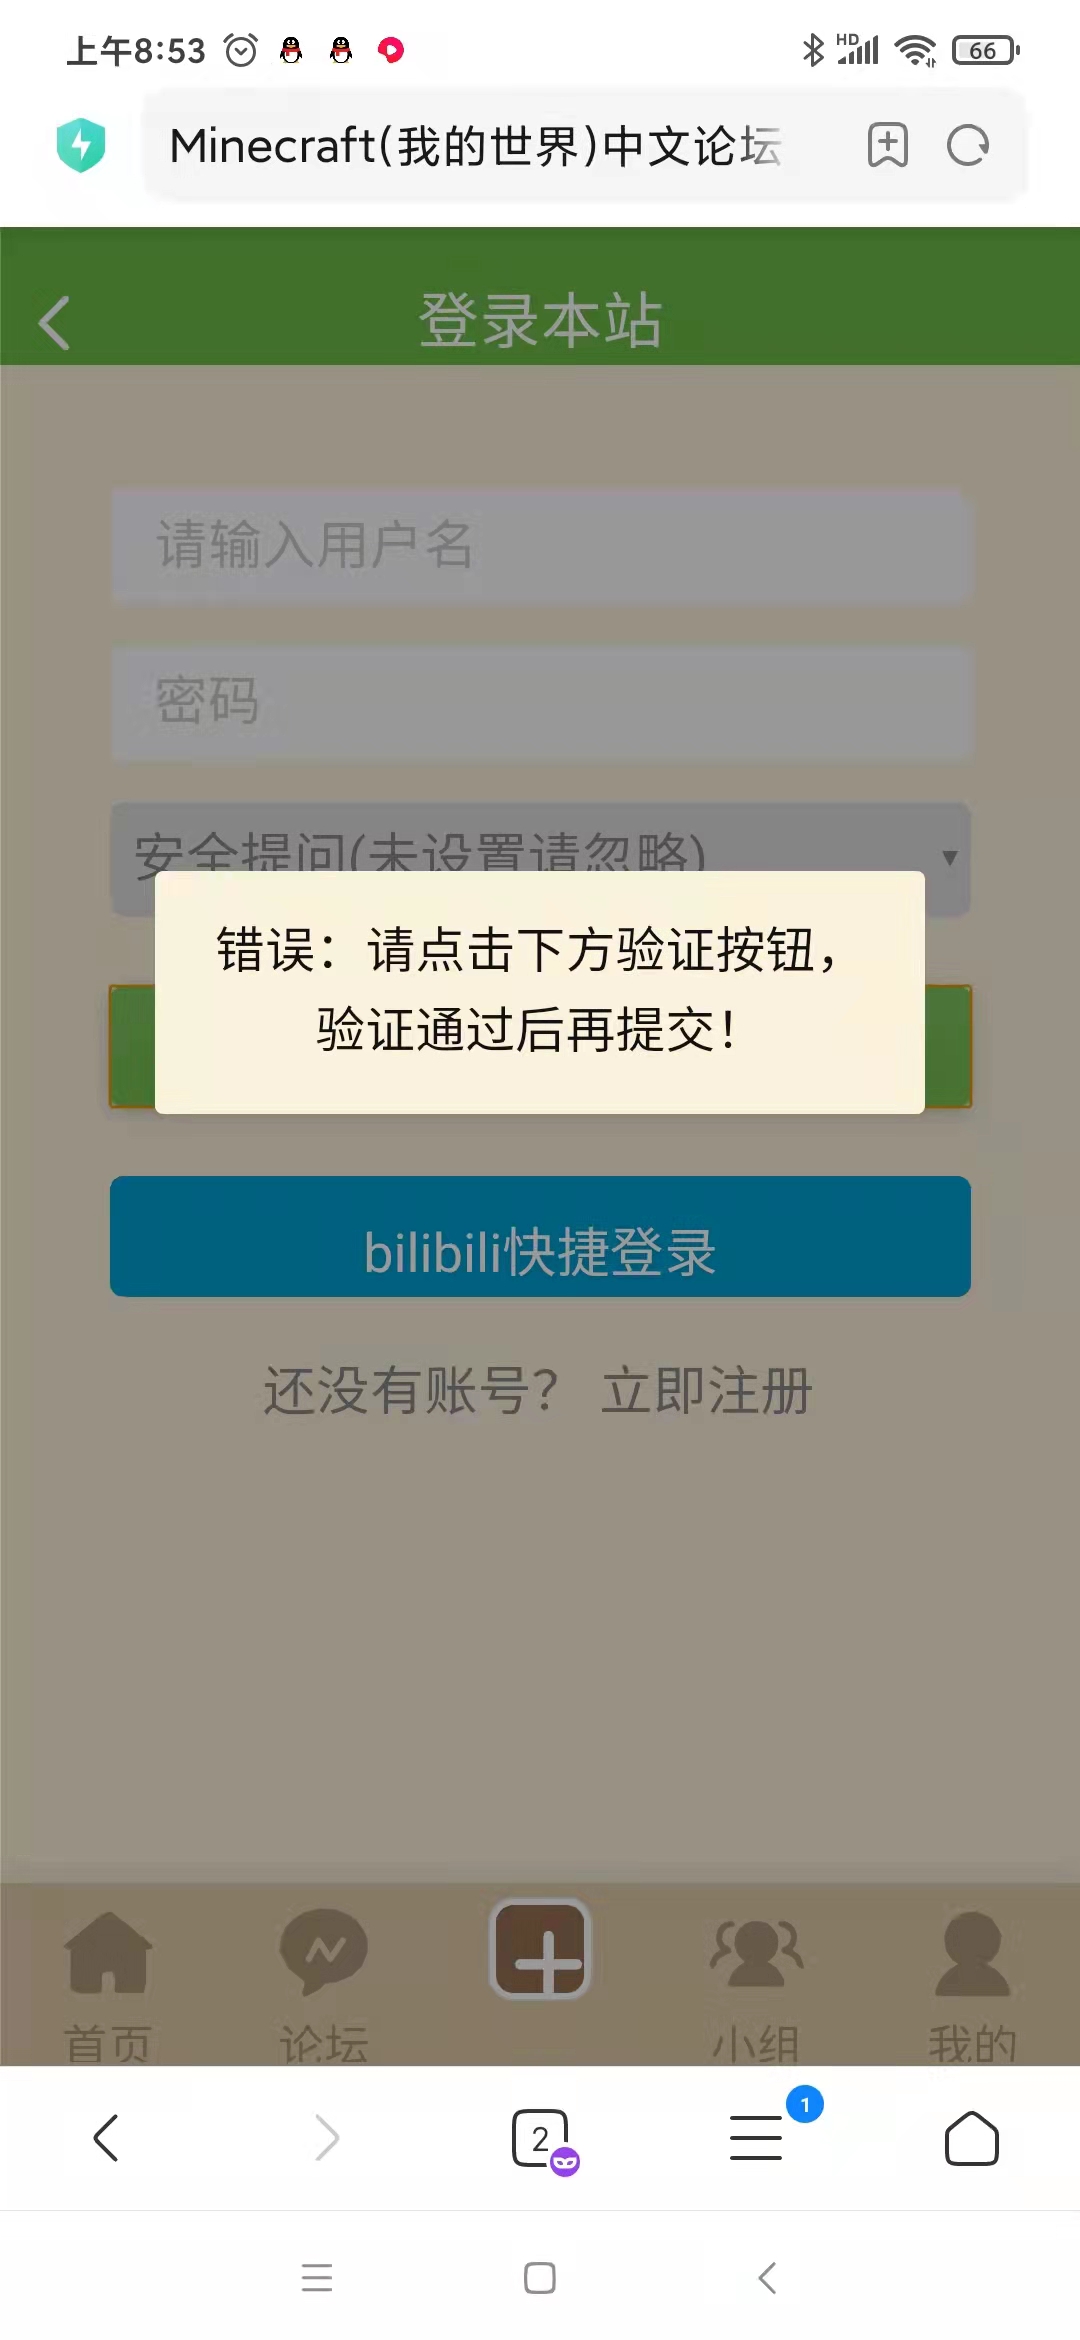 上午8:53
HD
66
Minecraft(我的世界)中文论坛
登录本站
请输入用户名
密码
安全提问(未设置请忽略)
错误：请点击下方验证按钮，
验证通过后再提交！
bilibili快捷登录
还没有账号？ 立即注册
首页 论坛 小组 我的
2
1